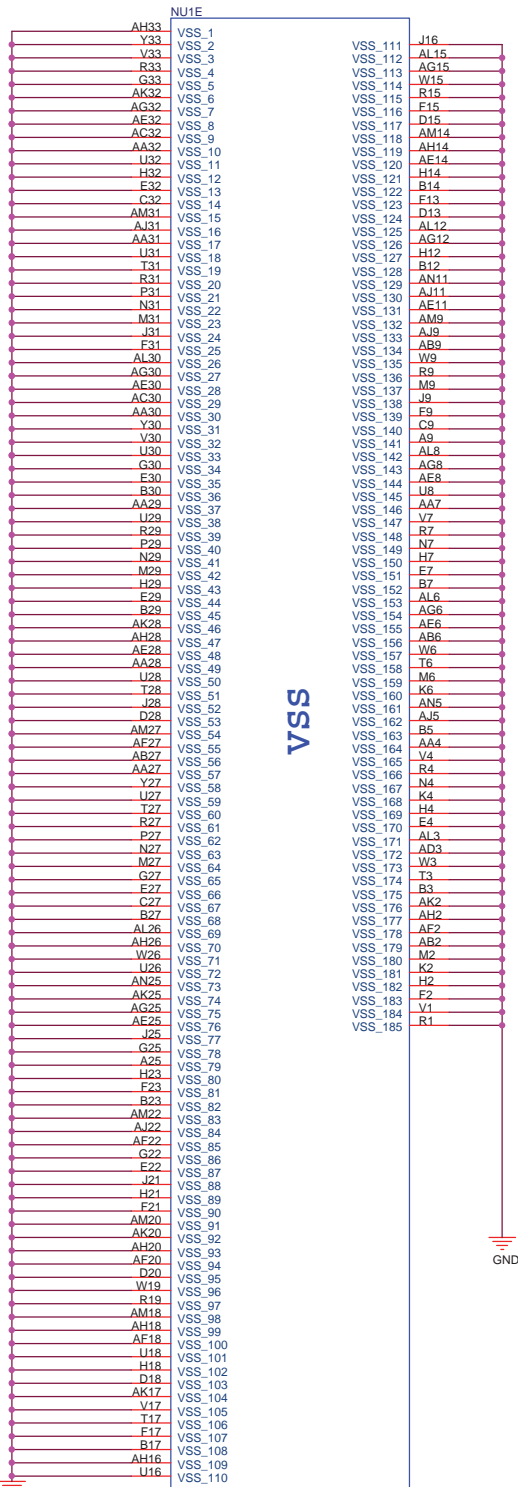 NU1E
AH33 VSS_1
Y33 VSS_2
V33 VSS_3
R33 VSS_4
G33 VSS_5
AK32 VSS_6
AG32 VSS_7
AE32 VSS_8
AC32 VSS_9
AA32 VSS_10
U32 VSS_11
H32 VSS_12
E32 VSS_13
C32 VSS_14
AM31 VSS_15
AJ31 VSS_16
AA31 VSS_17
U31 VSS_18
T31 VSS_19
R31 VSS_20
P31 VSS_21
N31 VSS_22
M31 VSS_23
J31 VSS_24
F31 VSS_25
AL30 VSS_26
AG30 VSS_27
AE30 VSS_28
AC30 VSS_29
AA30 VSS_30
Y30 VSS_31
V30 VSS_32
U30 VSS_33
G30 VSS_34
E30 VSS_35
B30 VSS_36
AA29 VSS_37
U29 VSS_38
R29 VSS_39
P29 VSS_40
N29 VSS_41
M29 VSS_42
H29 VSS_43
E29 VSS_44
B29 VSS_45
AK28 VSS_46
AH28 VSS_47
AE28 VSS_48
AA28 VSS_49
U28 VSS_50
T28 VSS_51
J28 VSS_52
D28 VSS_53
AM27 VSS_54
AF27 VSS_55
AB27 VSS_56
AA27 VSS_57
Y27 VSS_58
U27 VSS_59
T27 VSS_60
R27 VSS_61
P27 VSS_62
N27 VSS_63
M27 VSS_64
G27 VSS_65
E27 VSS_66
C27 VSS_67
B27 VSS_68
AL26 VSS_69
AH26 VSS_70
W26 VSS_71
U26 VSS_72
AN25 VSS_73
AK25 VSS_74
AG25 VSS_75
AE25 VSS_76
J25 VSS_77
G25 VSS_78
A25 VSS_79
H23 VSS_80
F23 VSS_81
B23 VSS_82
AM22 VSS_83
AJ22 VSS_84
AF22 VSS_85
G22 VSS_86
E22 VSS_87
J21 VSS_88
H21 VSS_89
F21 VSS_90
AM20 VSS_91
AK20 VSS_92
AH20 VSS_93
AF20 VSS_94
D20 VSS_95
W19 VSS_96
R19 VSS_97
AM18 VSS_98
AH18 VSS_99
AF18 VSS_100
U18 VSS_101
H18 VSS_102
D18 VSS_103
AK17 VSS_104
V17 VSS_105
T17 VSS_106
F17 VSS_107
B17 VSS_108
AH16 VSS_109
U16 VSS_110
VSS
VSS_111 J16
VSS_112 AL15
VSS_113 AG15
VSS_114 W15
VSS_115 R15
VSS_116 F15
VSS_117 D15
VSS_118 AM14
VSS_119 AH14
VSS_120 AE14
VSS_121 H14
VSS_122 B14
VSS_123 F13
VSS_124 D13
VSS_125 AL12
VSS_126 AG12
VSS_127 H12
VSS_128 B12
VSS_129 AN11
VSS_130 AJ11
VSS_131 AE11
VSS_132 AM9
VSS_133 AJ9
VSS_134 AB9
VSS_135 W9
VSS_136 R9
VSS_137 M9
VSS_138 J9
VSS_139 F9
VSS_140 C9
VSS_141 A9
VSS_142 AL8
VSS_143 AG8
VSS_144 AE8
VSS_145 U8
VSS_146 AA7
VSS_147 V7
VSS_148 R7
VSS_149 N7
VSS_150 H7
VSS_151 E7
VSS_152 B7
VSS_153 AL6
VSS_154 AG6
VSS_155 AE6
VSS_156 AB6
VSS_157 W6
VSS_158 T6
VSS_159 M6
VSS_160 K6
VSS_161 AN5
VSS_162 AJ5
VSS_163 B5
VSS_164 AA4
VSS_165 V4
VSS_166 R4
VSS_167 N4
VSS_168 K4
VSS_169 H4
VSS_170 E4
VSS_171 AL3
VSS_172 AD3
VSS_173 W3
VSS_174 T3
VSS_175 B3
VSS_176 AK2
VSS_177 AH2
VSS_178 AF2
VSS_179 AB2
VSS_180 M2
VSS_181 K2
VSS_182 H2
VSS_183 F2
VSS_184 V1
VSS_185 R1
GND